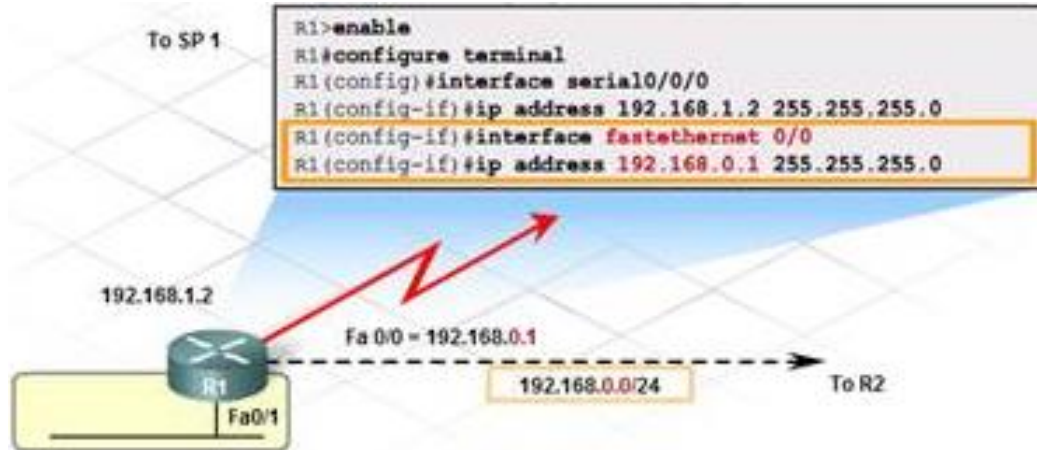 To SP 1
R1>enable
R1#configure terminal
R1(config)#interface serial0/0/0
R1(config-if)#ip address 192.168.1.2 255.255.255.0
R1(config-if)#interface fastethernet 0/0
R1(config-if)#ip address 192.168.0.1 255.255.255.0
192.168.1.2
Fa 0/0 = 192.168.0.1
192.168.0.0/24
To R2
R1
Fa0/1